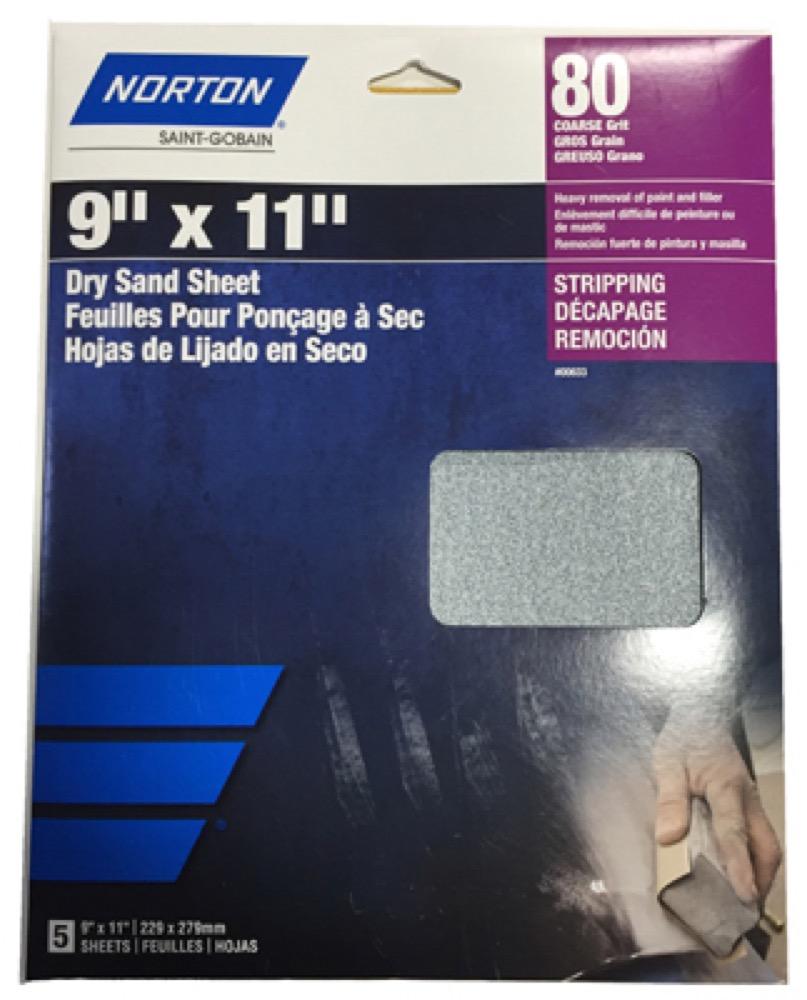 NORTON
SAINT-GOBAIN
80
COARSE Grit
GROS Grain
GREUSO Grano
9" x 11"
Heavy removal of paint and filler
Enlèvement difficile de peinture ou
de mastic
Remoción fuerte de pintura y masilla
Dry Sand Sheet
Feuilles Pour Ponçage à Sec
Hojas de Lijado en Seco
STRIPPING
DÉCAPAGE
REMOCIÓN
#00633
5
9" x 11" | 229 x 279mm
SHEETS | FEUILLES | HOJAS